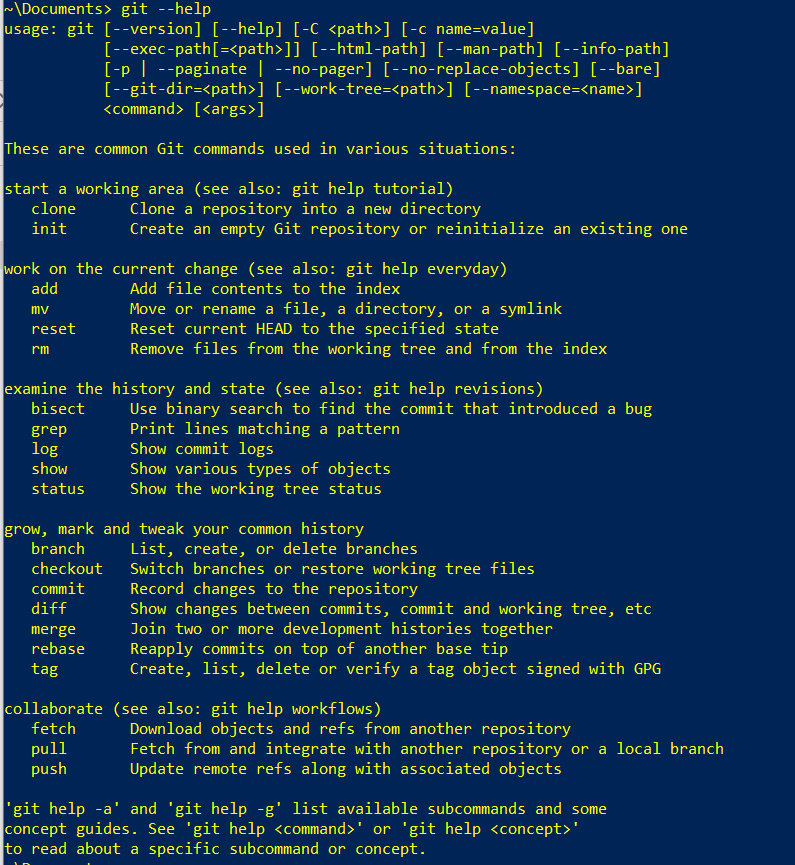 ~\Documents> git --help
usage: git [--version] [--help] [-C <path>] [-c name=value]
           [--exec-path[=<path>]] [--html-path] [--man-path] [--info-path]
           [-p | --paginate | --no-pager] [--no-replace-objects] [--bare]
           [--git-dir=<path>] [--work-tree=<path>] [--namespace=<name>]
           <command> [<args>]

These are common Git commands used in various situations:

start a working area (see also: git help tutorial)
   clone      Clone a repository into a new directory
   init       Create an empty Git repository or reinitialize an existing one

work on the current change (see also: git help everyday)
   add        Add file contents to the index
   mv         Move or rename a file, a directory, or a symlink
   reset      Reset current HEAD to the specified state
   rm         Remove files from the working tree and from the index

examine the history and state (see also: git help revisions)
   bisect     Use binary search to find the commit that introduced a bug
   grep       Print lines matching a pattern
   log        Show commit logs
   show       Show various types of objects
   status     Show the working tree status

grow, mark and tweak your common history
   branch     List, create, or delete branches
   checkout   Switch branches or restore working tree files
   commit     Record changes to the repository
   diff       Show changes between commits, commit and working tree, etc
   merge      Join two or more development histories together
   rebase     Reapply commits on top of another base tip
   tag        Create, list, delete or verify a tag object signed with GPG

collaborate (see also: git help workflows)
   fetch      Download objects and refs from another repository
   pull       Fetch from and integrate with another repository or a local branch
   push       Update remote refs along with associated objects

'git help -a' and 'git help -g' list available subcommands and some
concept guides. See 'git help <command>' or 'git help <concept>'
to read about a specific subcommand or concept.